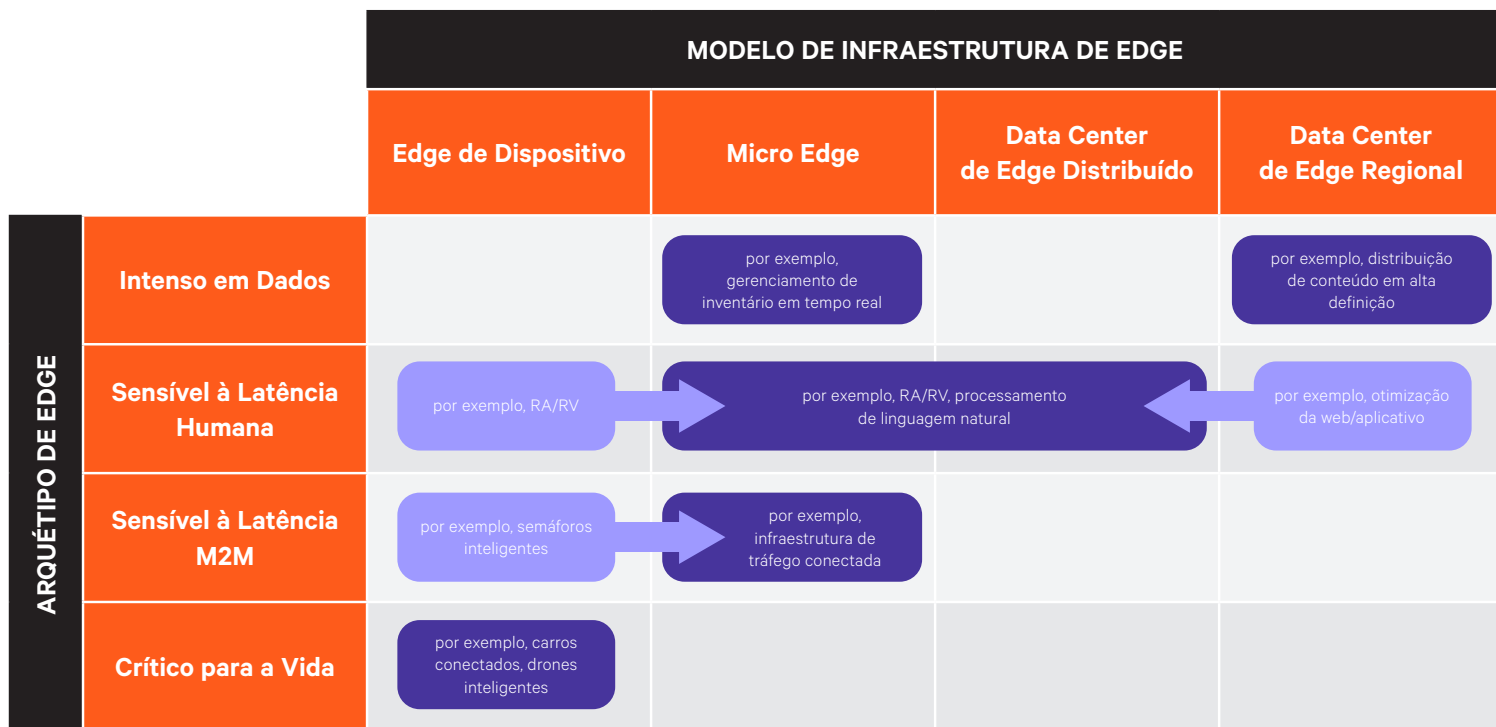 MODELO DE INFRAESTRUTURA DE EDGE
Edge de Dispositivo
Micro Edge
Data Center
de Edge Distribuído
Data Center
de Edge Regional
ARQUÉTIPO DE EDGE
Intenso em Dados
por exemplo,
gerenciamento de
inventário em tempo real
por exemplo, distribuição
de conteúdo em alta
definição
Sensível à Latência
Humana
por exemplo, RA/RV
por exemplo, RA/RV, processamento
de linguagem natural
por exemplo, otimização
da web/aplicativo
Sensível à Latência
M2M
por exemplo, semáforos
inteligentes
por exemplo,
infraestrutura de
tráfego conectada
Crítico para a Vida
por exemplo, carros
conectados, drones
inteligentes